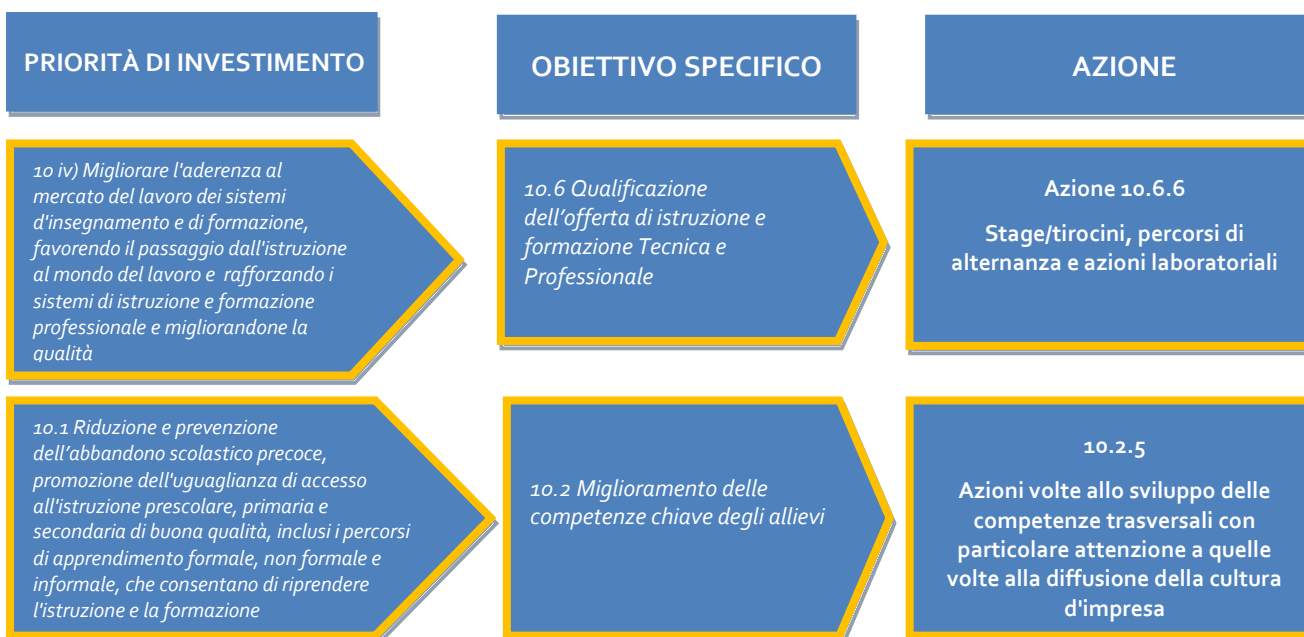 PRIORITÀ DI INVESTIMENTO
OBIETTIVO SPECIFICO
AZIONE
10 iv) Migliorare l'aderenza al
mercato del lavoro dei sistemi
d'insegnamento e di formazione,
favorendo il passaggio dall'istruzione
al mondo del lavoro e rafforzando i
sistemi di istruzione e formazione
professionale e migliorandone la
qualità
10.6 Qualificazione
dell’offerta di istruzione e
formazione Tecnica e
Professionale
Azione 10.6.6
Stage/tirocini, percorsi di
alternanza e azioni laboratoriali
10.1 Riduzione e prevenzione
dell’abbandono scolastico precoce,
promozione dell'uguaglianza di accesso
all'istruzione prescolare, primaria e
secondaria di buona qualità, inclusi i percorsi
di apprendimento formale, non formale e
informale, che consentano di riprendere
l'istruzione e la formazione
10.2 Miglioramento delle
competenze chiave degli allievi
10.2.5
Azioni volte allo sviluppo delle
competenze trasversali con
particolare attenzione a quelle
volte alla diffusione della cultura
d'impresa